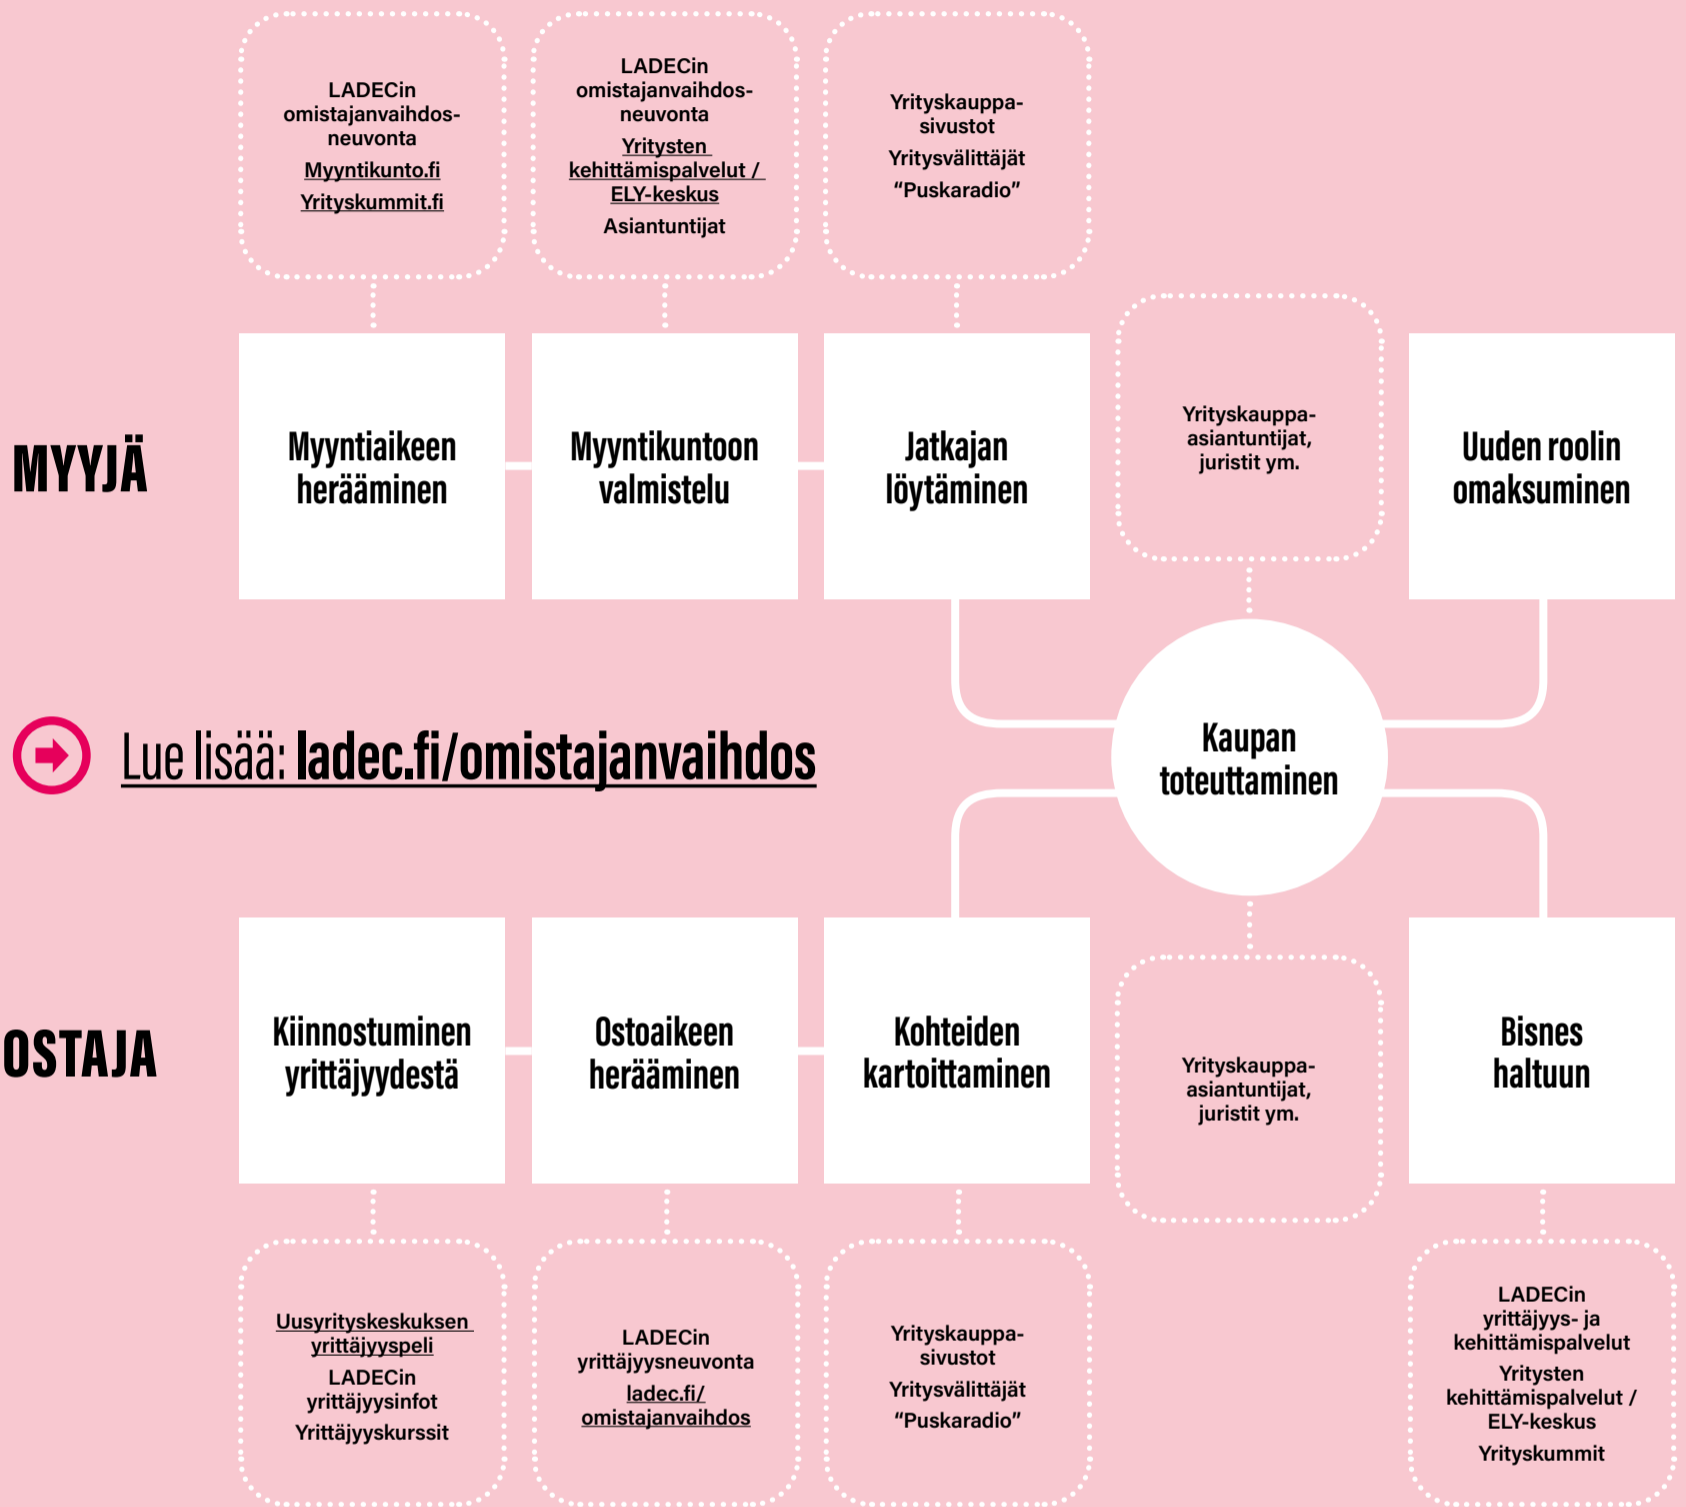 LADECin
omistajanvaihdos-
neuvonta
Myyntikunto.fi
Yrityskummit.fi
LADECin
omistajanvaihdos-
neuvonta
Yritysten
kehittämispalvelut /
ELY-keskus
Asiantuntijat
Yrityskauppa-
sivustot
Yritysvälittäjät
“Puskaradio”
MYYJÄ
Myyntiaikeen
herääminen
Myyntikuntoon
valmistelu
Jatkajan
löytäminen
Yrityskauppa-
asiantuntijat,
juristit ym.
Uuden roolin
omaksuminen
Lue lisää: ladec.fi/omistajanvaihdos
Kaupan
toteuttaminen
OSTAJA
Kiinnostuminen
yrittäjyydestä
Ostoaikeen
herääminen
Kohteiden
kartoittaminen
Yrityskauppa-
asiantuntijat,
juristit ym.
Bisnes
haltuun
Uusyrityskeskuksen
yrittäjyyspeli
LADECin
yrittäjyysinfot
Yrittäjyyskurssit
LADECin
yrittäjyysneuvonta
ladec.fi/
omistajanvaihdos
Yrityskauppa-
sivustot
Yritysvälittäjät
“Puskaradio”
LADECin
yrittäjyys- ja
kehittämispalvelut
Yritysten
kehittämispalvelut /
ELY-keskus
Yrityskummit